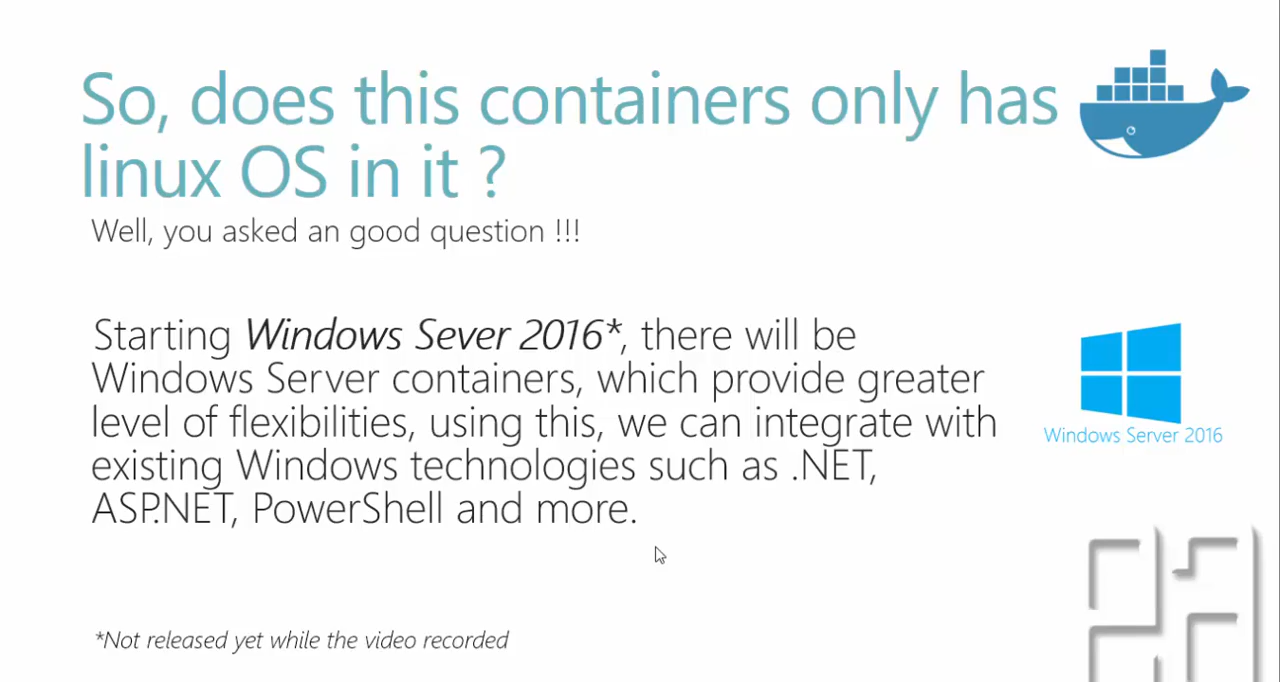 So, does this containers only has
linux OS in it ?
Well, you asked an good question !!!
Starting Windows Sever 2016*, there will be
Windows Server containers, which provide greater
level of flexibilities, using this, we can integrate with
existing Windows technologies such as .NET,
ASP.NET, PowerShell and more.
Windows Server 2016
*Not released yet while the video recorded